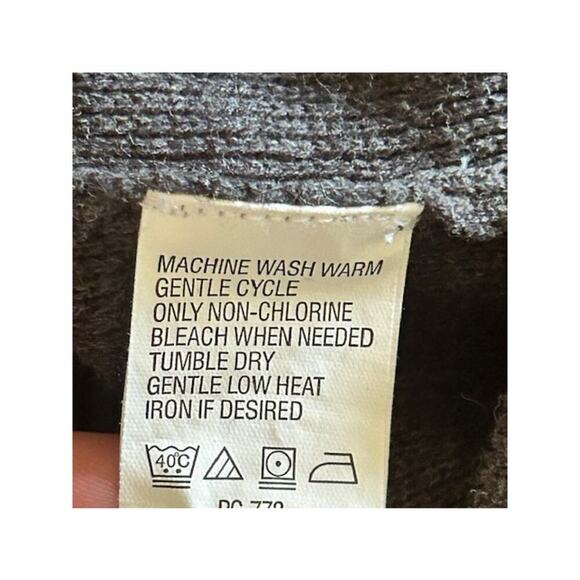 MACHINE WASH WARM
GENTLE CYCLE
ONLY NON-CHLORINE
BLEACH WHEN NEEDED
TUMBLE DRY
GENTLE LOW HEAT
IRON IF DESIRED
40°C